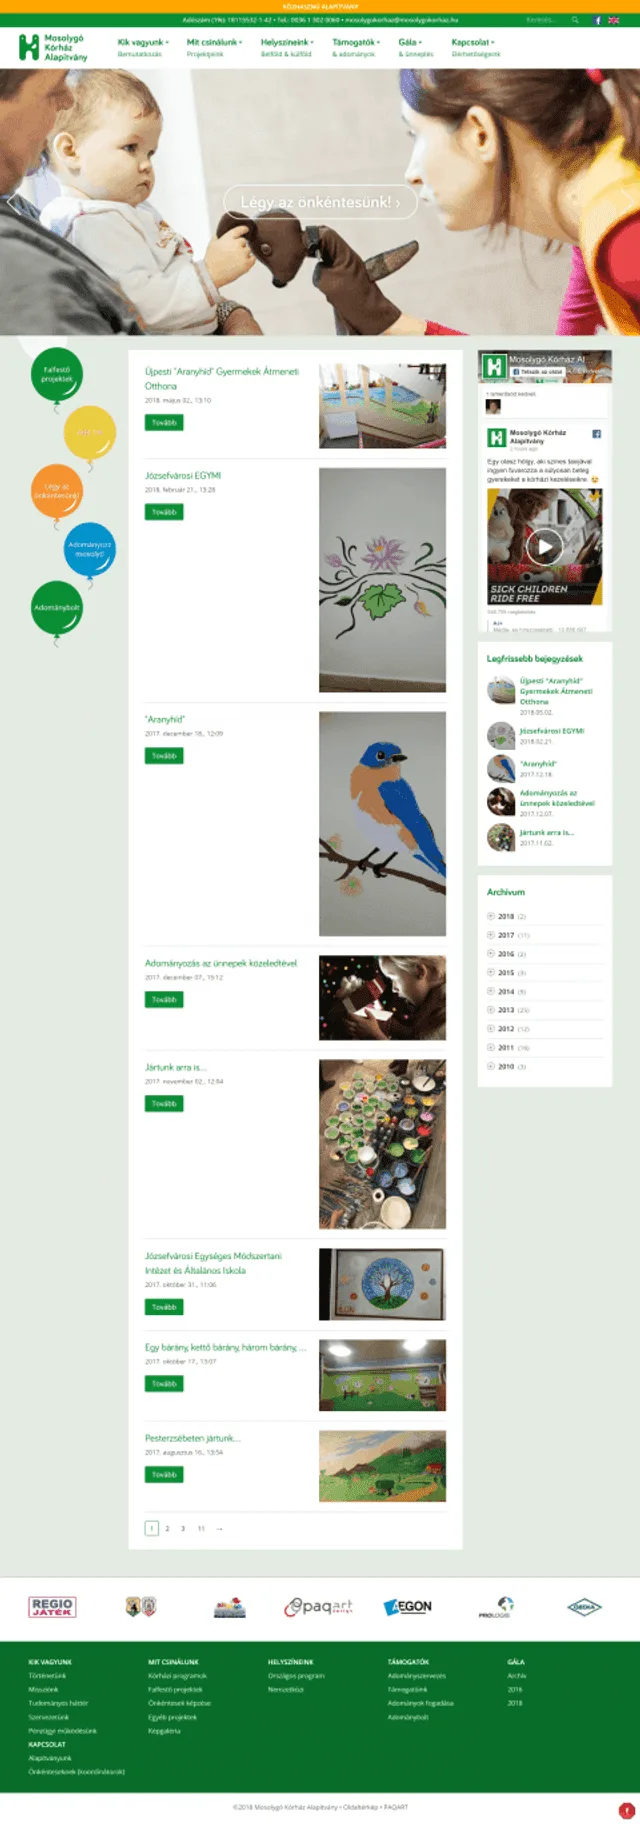 KÖZHASZNÚ ALAPÍTVÁNY
Adószám (1%): 18115532-1-42 • Tel.: 0036 1 302 0060 • mosolygokorhaz@mosolygokorhaz.hu
Keresés...
Mosolygó
Kórház
Alapítvány
Kik vagyunk
Bemutatkozás
Mit csinálunk
Projektjeink
Helyszíneink
Belföld & külföld
Támogatók
& adományok
Gála
& ünneplés
Kapcsolat
Elérhetőségeink
Légy az önkéntesünk! ›
Falfestő
projektek
Légy az
önkéntesünk!
Adományozz
mosolyt!
Adománybolt
Újpesti "Aranyhíd" Gyermekek Átmeneti
Otthona
2018. május 02., 13:10
Tovább
Józsefvárosi EGYMI
2018. február 21., 13:28
Tovább
"Aranyhíd"
2017. december 18., 12:09
Tovább
Adományozás az ünnepek közeledtével
2017. december 07., 15:12
Tovább
Jártunk arra is...
2017. november 02., 12:04
Tovább
Józsefvárosi Egységes Módszertani
Intézet és Általános Iskola
2017. október 31., 11:06
Tovább
Egy bárány, kettő bárány, három bárány, ...
2017. október 17., 13:07
Tovább
Pesterzsébeten jártunk...
2017. augusztus 16., 13:54
Tovább
1 2 3 11 →
Mosolygó Kórház Al...
Tetszik az oldal
1 ismerősöd kedveli
Mosolygó Kórház
Alapítvány
Egy olasz hölgy, aki színes taxijával
ingyen fuvarozza a súlyosan beteg
gyerekeket a kórházi kezelésekre.
SICK CHILDREN
RIDE FREE
Legfrissebb bejegyzések
Újpesti "Aranyhíd"
Gyermekek Átmeneti
Otthona
2018.05.02.
Józsefvárosi EGYMI
2018.02.21.
"Aranyhíd"
2017.12.18.
Adományozás az
ünnepek közeledtével
2017.12.07.
Jártunk arra is...
2017.11.02.
Archívum
2018 (2)
2017 (11)
2016 (2)
2015 (3)
2014 (5)
2013 (25)
2012 (12)
2011 (16)
2010 (3)
REGIO
JÁTÉK
paqart
AEGON
PROLOGIS
GEDIA
KIK VAGYUNK
Történetünk
Missziónk
Tudományos háttér
Szervezetünk
Pénzügyi működésünk
KAPCSOLAT
Alapítványunk
Önkénteseknek (koordinátorok)
MIT CSINÁLUNK
Kórházi programok
Falfestő projektek
Önkéntesek képzése
Egyéb projektek
Képgaléria
HELYSZÍNEINK
Országos program
Nemzetközi
TÁMOGATÓK
Adományszervezés
Támogatóink
Adományok fogadása
Adománybolt
GÁLA
Archív
2016
2018
©2018 Mosolygó Kórház Alapítvány • Oldaltérkép • PAQART